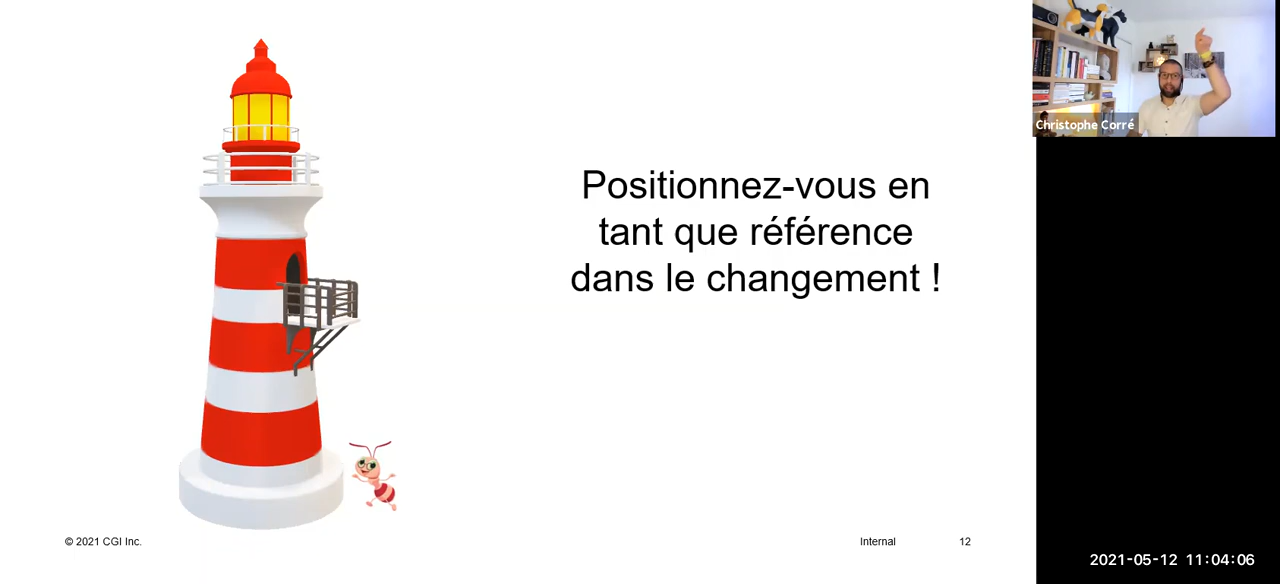 Christophe Corré
Positionnez-vous en
tant que référence
dans le changement !
© 2021 CGI Inc.
Internal
12
2021-05-12 11:04:06